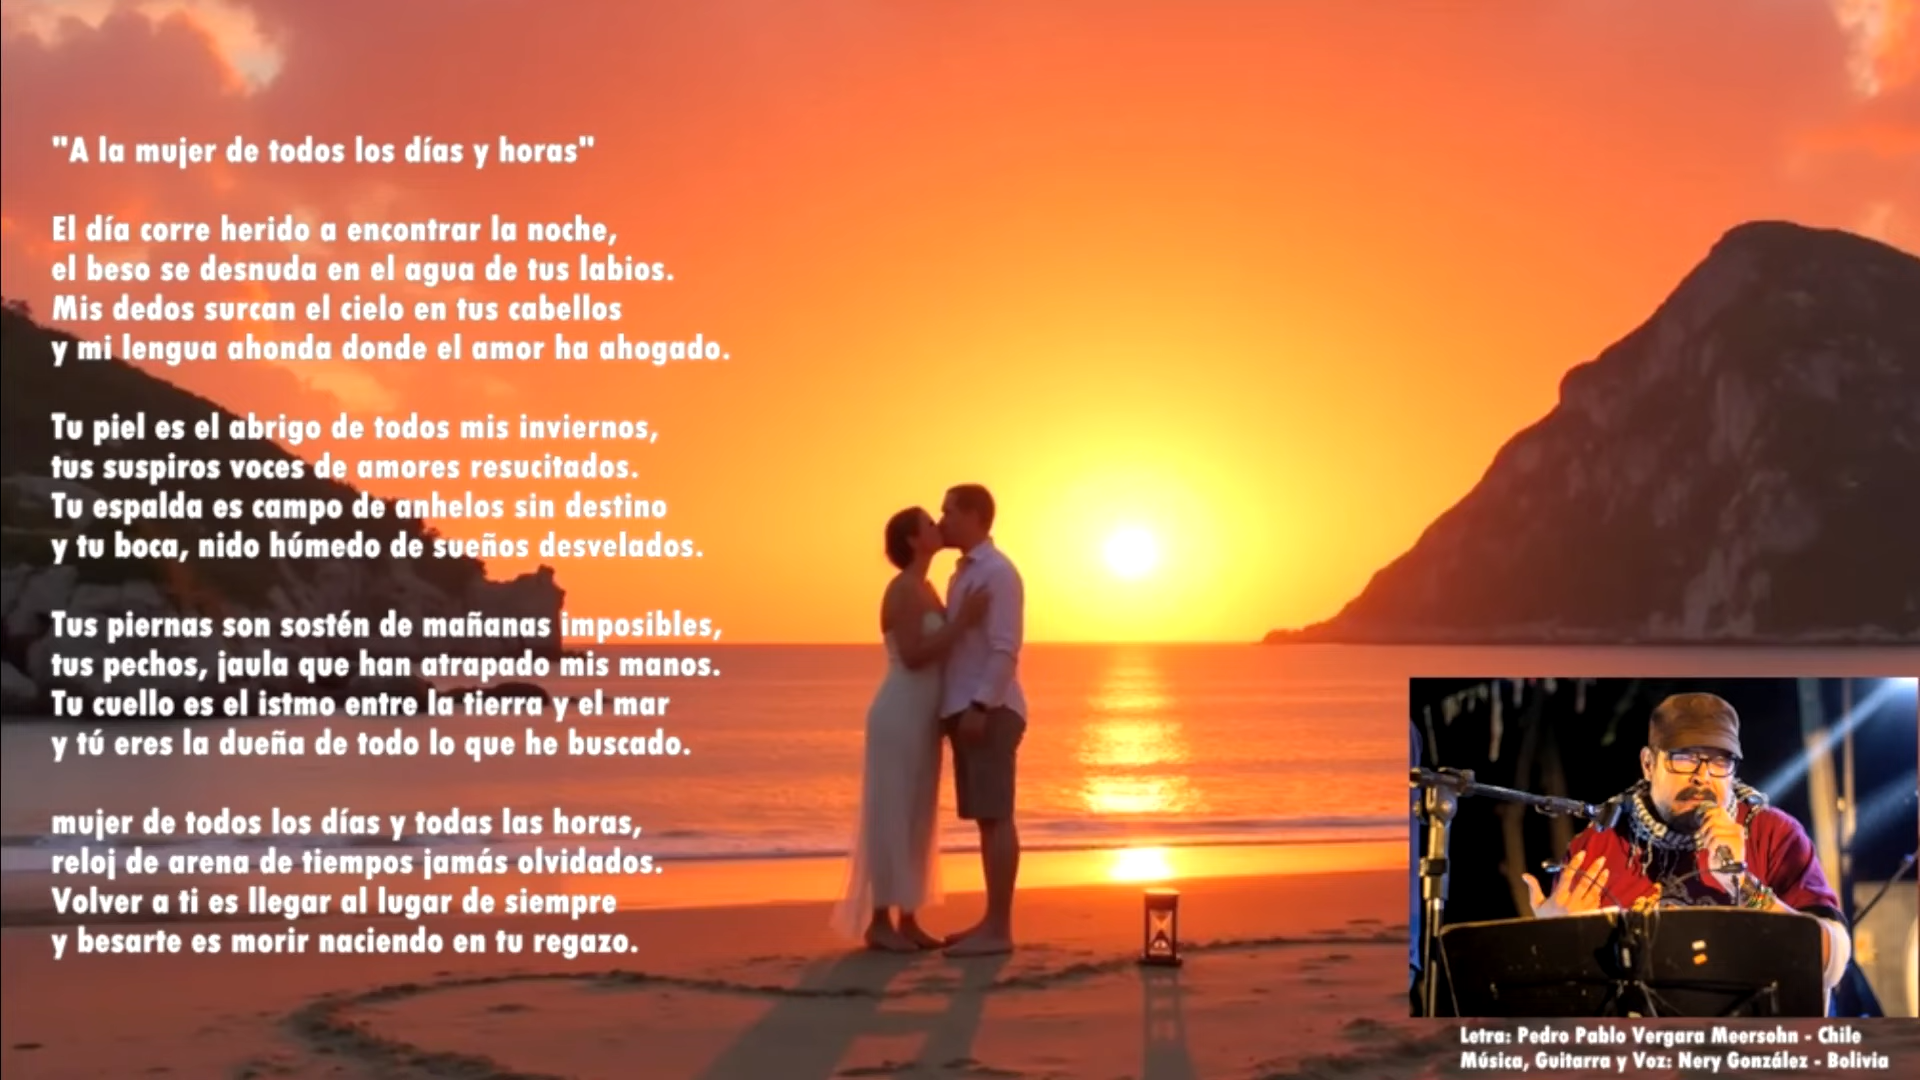 "A la mujer de todos los días y horas"
El día corre herido a encontrar la noche,
el beso se desnuda en el agua de tus labios.
Mis dedos surcan el cielo en tus cabellos
y mi lengua ahonda donde el amor ha ahogado.
Tu piel es el abrigo de todos mis inviernos,
tus suspiros voces de amores resucitados.
Tu espalda es campo de anhelos sin destino
y tu boca, nido húmedo de sueños desvelados.
Tus piernas son sostén de mañanas imposibles,
tus pechos, jaula que han atrapado mis manos.
Tu cuello es el istmo entre la tierra y el mar
y tú eres la dueña de todo lo que he buscado.
mujer de todos los días y todas las horas,
reloj de arena de tiempos jamás olvidados.
Volver a ti es llegar al lugar de siempre
y besarte es morir naciendo en tu regazo.
Letra: Pedro Pablo Vergara Meersohn - Chile
Música, Guitarra y Voz: Nery González - Bolivia